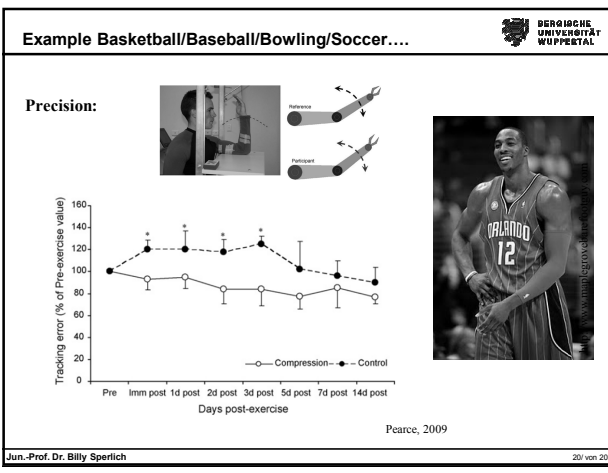 Example Basketball/Baseball/Bowling/Soccer….
BERGISCHE
UNIVERSITÄT
WUPPERTAL
Precision:
Reference
Participant
ORLANDO
12
160
140
120
100
80
60
40
20
0
Tracking error (% of Pre-exercise value)
* * * *
Compression Control
Pre Imm post 1d post 2d post 3d post 5d post 7d post 14d post
Days post-exercise
Pearce, 2009
Jun.-Prof. Dr. Billy Sperlich
20/ von 20